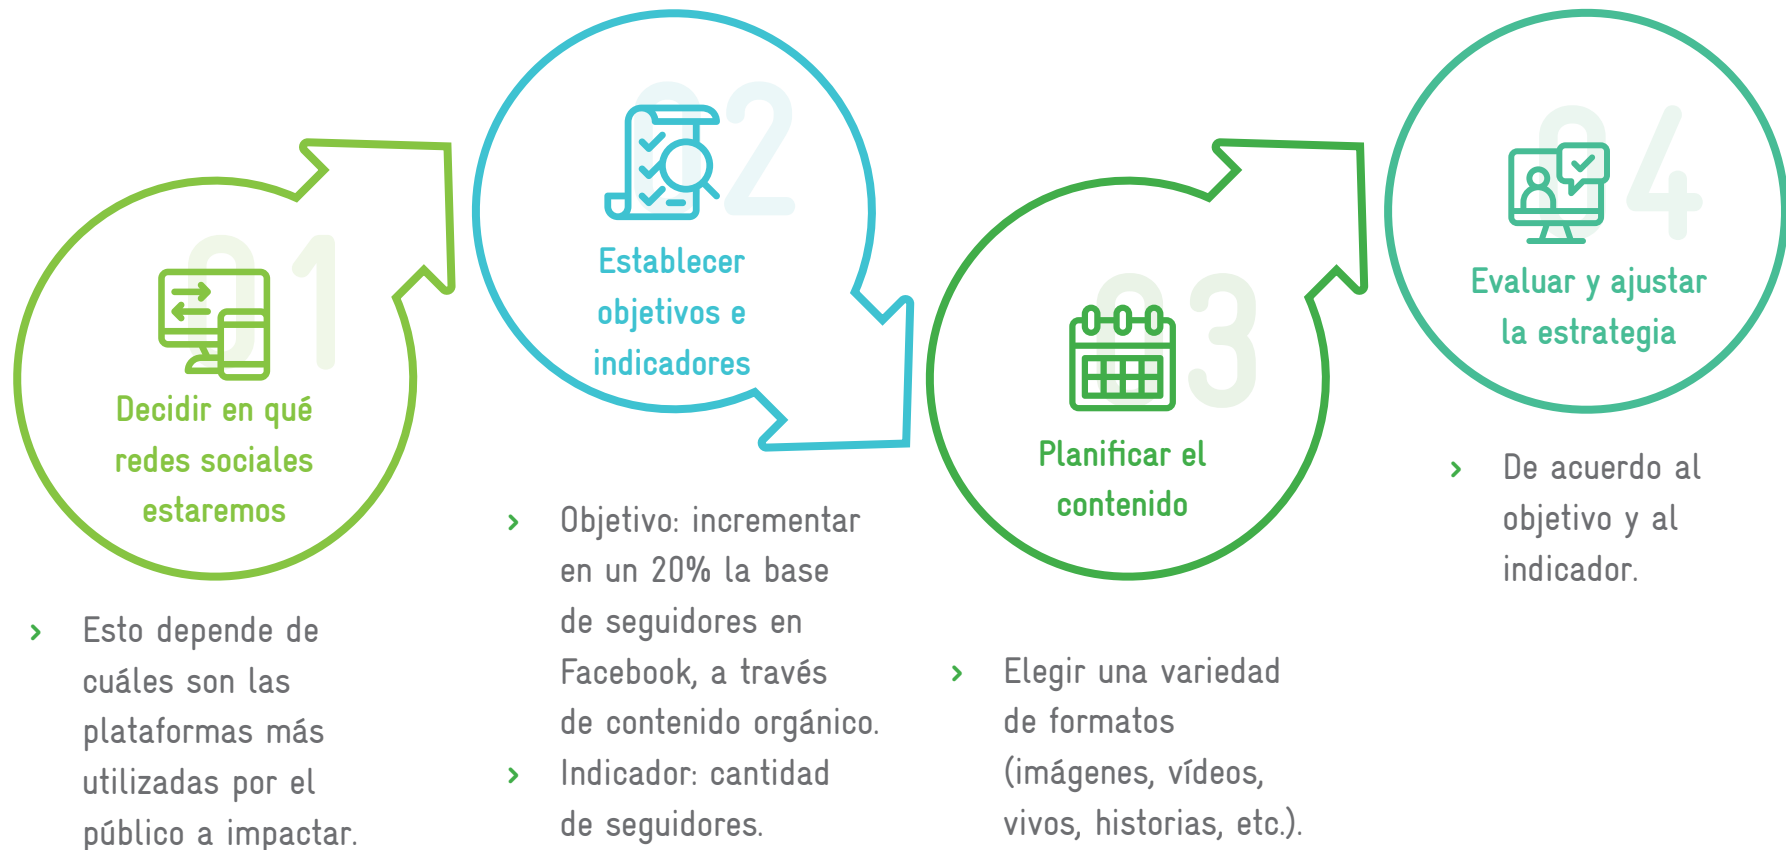 01
Decidir en qué
redes sociales
estaremos
› Esto depende de
cuáles son las
plataformas más
utilizadas por el
público a impactar.
02
Establecer
objetivos e
indicadores
› Objetivo: incrementar
en un 20% la base
de seguidores en
Facebook, a través
de contenido orgánico.
› Indicador: cantidad
de seguidores.
03
Planificar el
contenido
› Elegir una variedad
de formatos
(imágenes, vídeos,
vivos, historias, etc.).
04
Evaluar y ajustar
la estrategia
› De acuerdo al
objetivo y al
indicador.